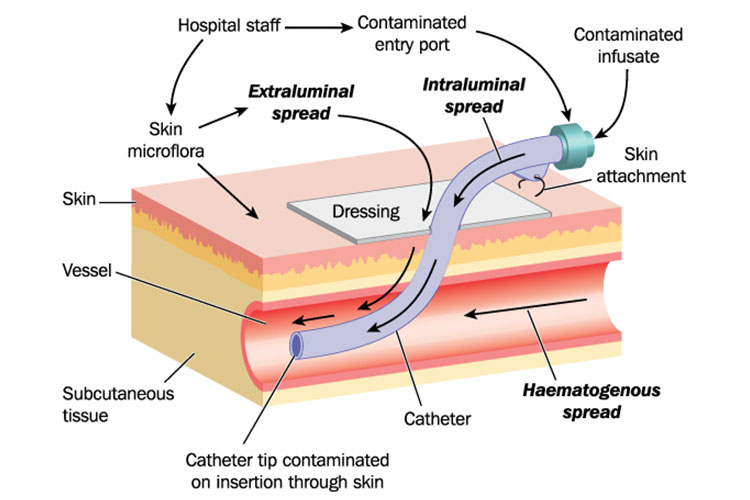 Hospital staff
Contaminated
entry port
Contaminated
infusate
Extraluminal
spread
Intraluminal
spread
Skin
microflora
Skin
attachment
Skin
Dressing
Vessel
Subcutaneous
tissue
Haematogenous
spread
Catheter
Catheter tip contaminated
on insertion through skin